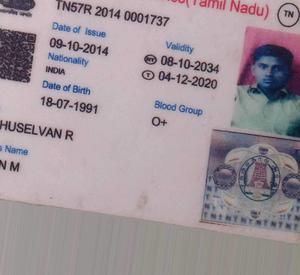 (Tamil Nadu)
TN57R 2014 0001737
TN
Date of Issue
09-10-2014
Validity
NT 08-10-2034
T 04-12-2020
Nationality
INDIA
Date of Birth
18-07-1991
Blood Group
O+
HUSELVAN R
s Name
N M